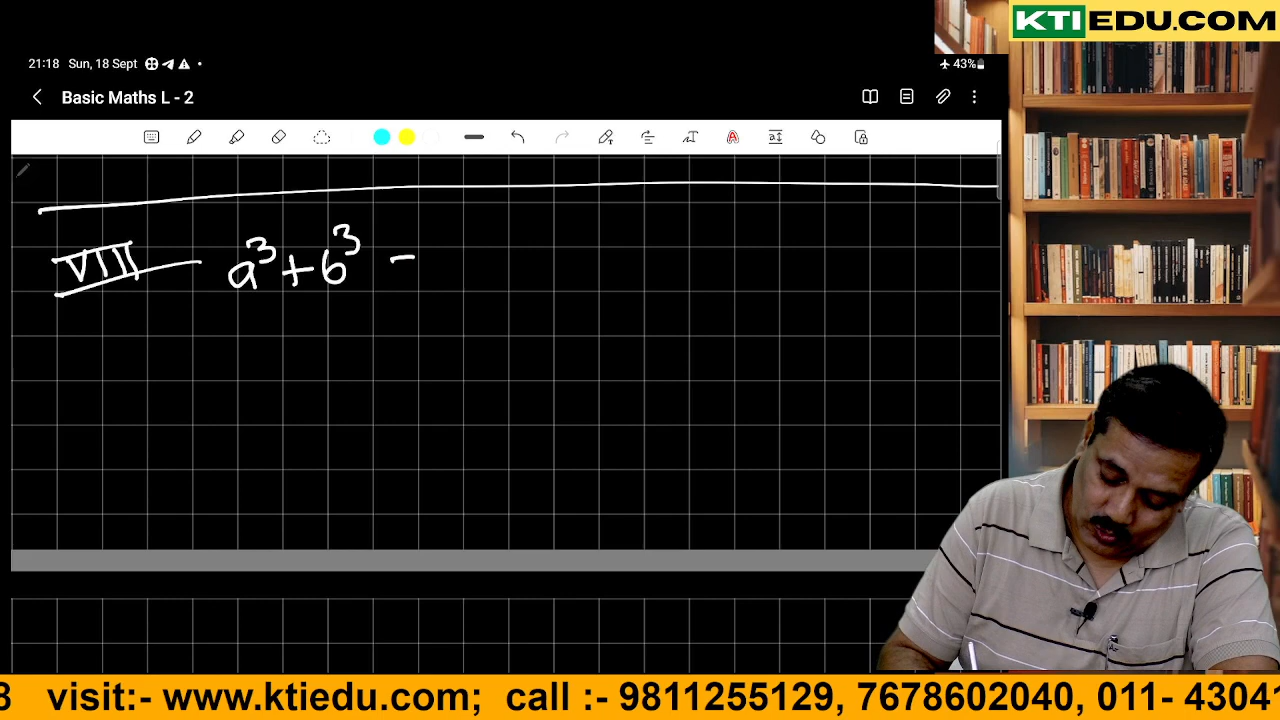 KTIEDU.COM
21:18 Sun, 18 Sept
43%
Basic Maths L - 2
VIII a³+b³ -
8 visit:- www.ktiedu.com; call :- 9811255129, 7678602040, 011- 4304